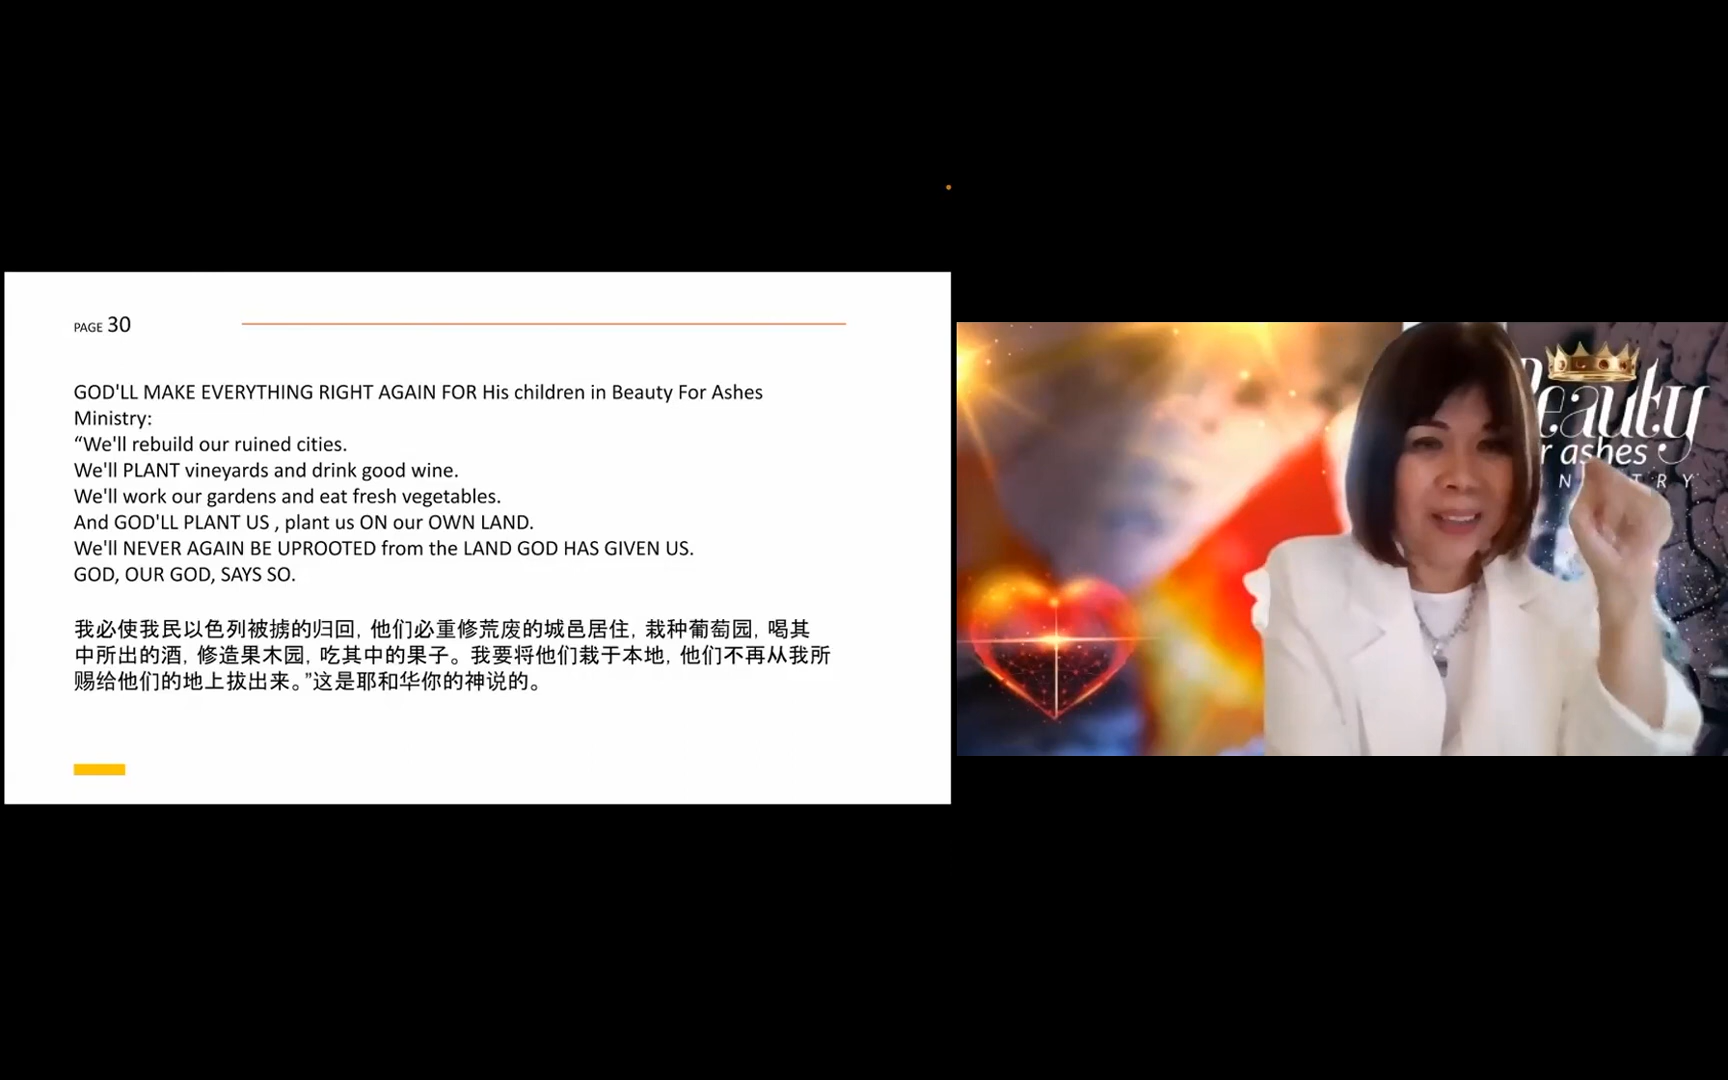 PAGE 30
GOD'LL MAKE EVERYTHING RIGHT AGAIN FOR His children in Beauty For Ashes
Ministry:
“We'll rebuild our ruined cities.
We'll PLANT vineyards and drink good wine.
We'll work our gardens and eat fresh vegetables.
And GOD'LL PLANT US , plant us ON our OWN LAND.
We'll NEVER AGAIN BE UPROOTED from the LAND GOD HAS GIVEN US.
GOD, OUR GOD, SAYS SO.
我必使我民以色列被掳的归回, 他们必重修荒废的城邑居住, 栽种葡萄园, 喝其
中所出的酒, 修造果木园, 吃其中的果子。我要将他们栽于本地, 他们不再从我所
赐给他们的地上拔出来。”这是耶和华你的神说的。
Beauty
r ashes